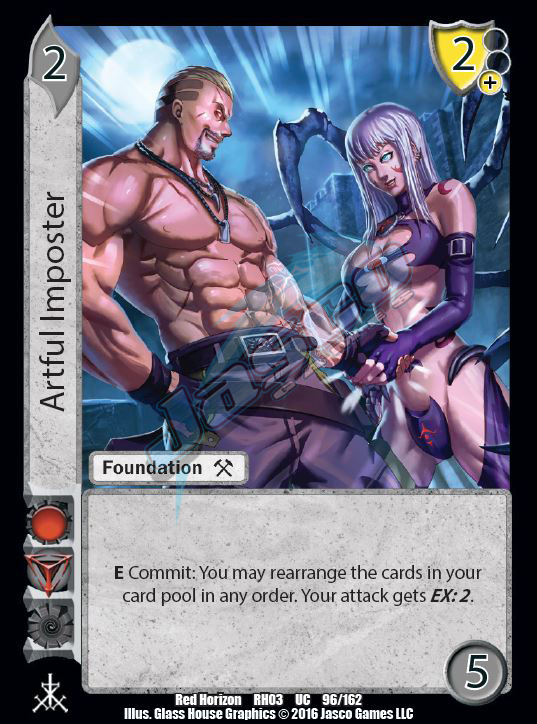 2
2
+
Artful Imposter
Jasco
Foundation
E Commit: You may rearrange the cards in your
card pool in any order. Your attack gets EX: 2.
5
Red Horizon RH03 UC 96/162
Illus. Glass House Graphics © 2016 Jasco Games LLC